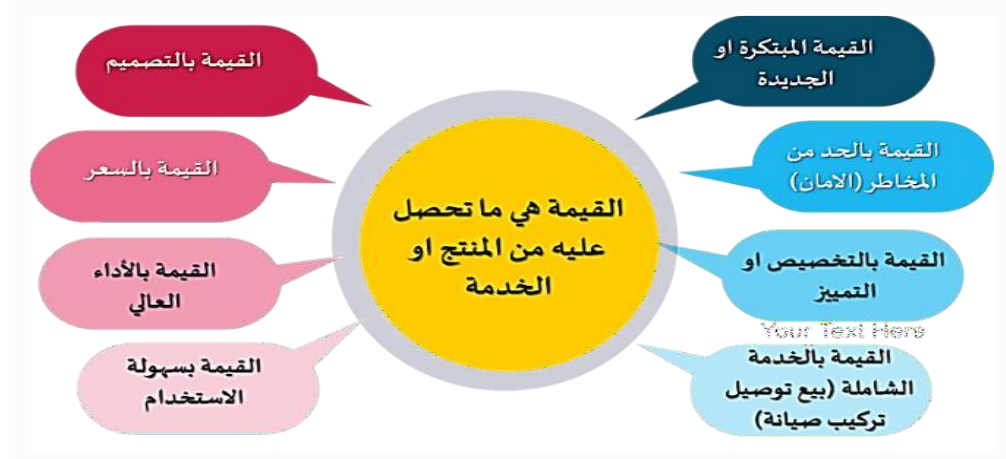 القيمة المبتكرة او
الجديدة
القيمة بالحد من
المخاطر (الامان)
القيمة بالتخصيص او
التمييز
Your Text Here
القيمة بالخدمة
الشاملة (بيع توصيل
تركيب صيانة)
القيمة هي ما تحصل
عليه من المنتج او
الخدمة
القيمة بالتصميم
القيمة بالسعر
القيمة بالأداء
العالي
القيمة بسهولة
الاستخدام